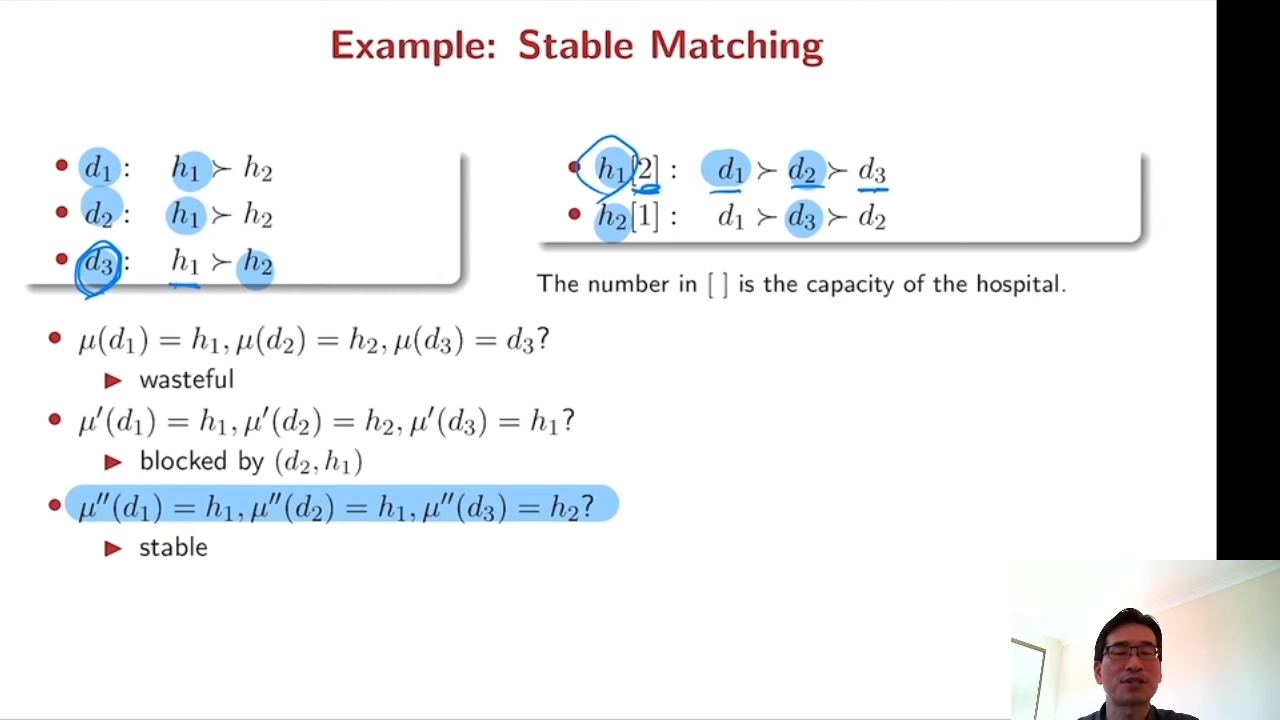 Example: Stable Matching
• d₁ : h₁ ≻ h₂
• d₂ : h₁ ≻ h₂
• d₃ : h₁ ≻ h₂
• h₁[2] : d₁ ≻ d₂ ≻ d₃
• h₂[1] : d₁ ≻ d₃ ≻ d₂
The number in [ ] is the capacity of the hospital.
• μ(d₁) = h₁, μ(d₂) = h₂, μ(d₃) = d₃?
▶ wasteful
• μ′(d₁) = h₁, μ′(d₂) = h₂, μ′(d₃) = h₁?
▶ blocked by (d₂, h₁)
• μ′′(d₁) = h₁, μ′′(d₂) = h₁, μ′′(d₃) = h₂?
▶ stable